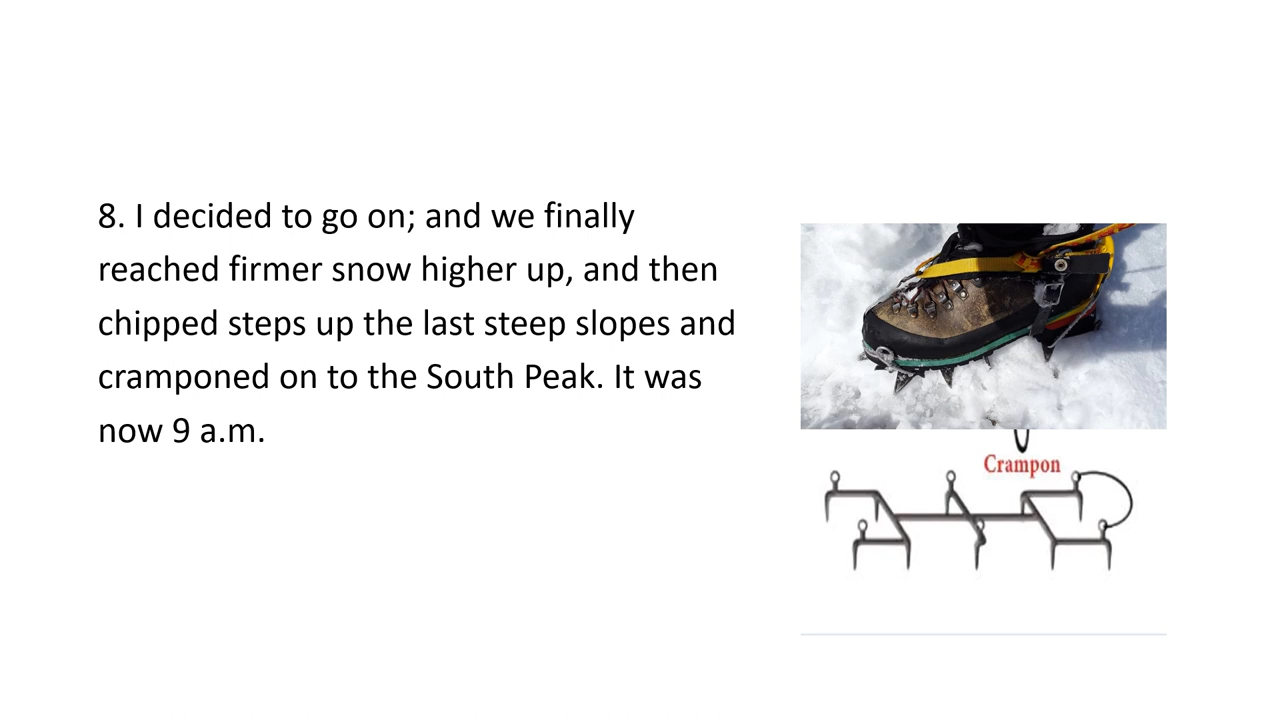 8. I decided to go on; and we finally
reached firmer snow higher up, and then
chipped steps up the last steep slopes and
cramponed on to the South Peak. It was
now 9 a.m.
Crampon